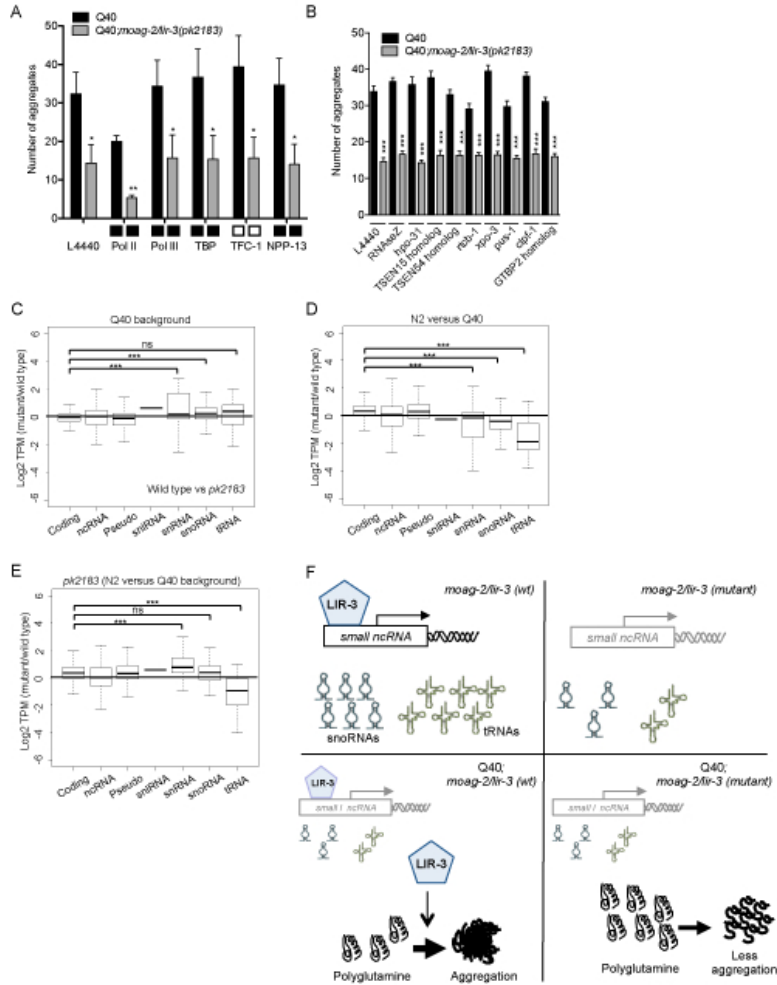 A
Q40
Q40;moag-2/lir-3(pk2183)
Number of aggregates
50
40
30
20
10
0
* ** * * * *
L4440 Pol II Pol III TBP TFC-1 NPP-13
B
Q40
Q40;moag-2/lir-3(pk2183)
Number of aggregates
50
40
30
20
10
0
*** *** *** *** *** *** *** *** *** ***
L4440
RNAseZ
hpo-31
TSEN15 homolog
TSEN54 homolog
rtcb-1
xpo-3
pus-1
clpf-1
GTBP2 homolog
C
Q40 background
Log2 TPM (mutant/wild type)
6
4
2
0
-2
-4
-6
ns
***
***
Wild type vs pk2183
Coding ncRNA Pseudo snlRNA snRNA snoRNA tRNA
D
N2 versus Q40
Log2 TPM (mutant/wild type)
6
4
2
0
-2
-4
-6
***
***
***
Coding ncRNA Pseudo snlRNA snRNA snoRNA tRNA
E
pk2183 (N2 versus Q40 background)
Log2 TPM (mutant/wild type)
6
4
2
0
-2
-4
-6
***
ns
***
Coding ncRNA Pseudo snlRNA snRNA snoRNA tRNA
F
moag-2/lir-3 (wt)
LIR-3
small ncRNA
snoRNAs
tRNAs
moag-2/lir-3 (mutant)
small ncRNA
Q40;
moag-2/lir-3 (wt)
LIR-3
small l ncRNA
LIR-3
Polyglutamine
Aggregation
Q40;
moag-2/lir-3 (mutant)
small l ncRNA
Polyglutamine
Less
aggregation